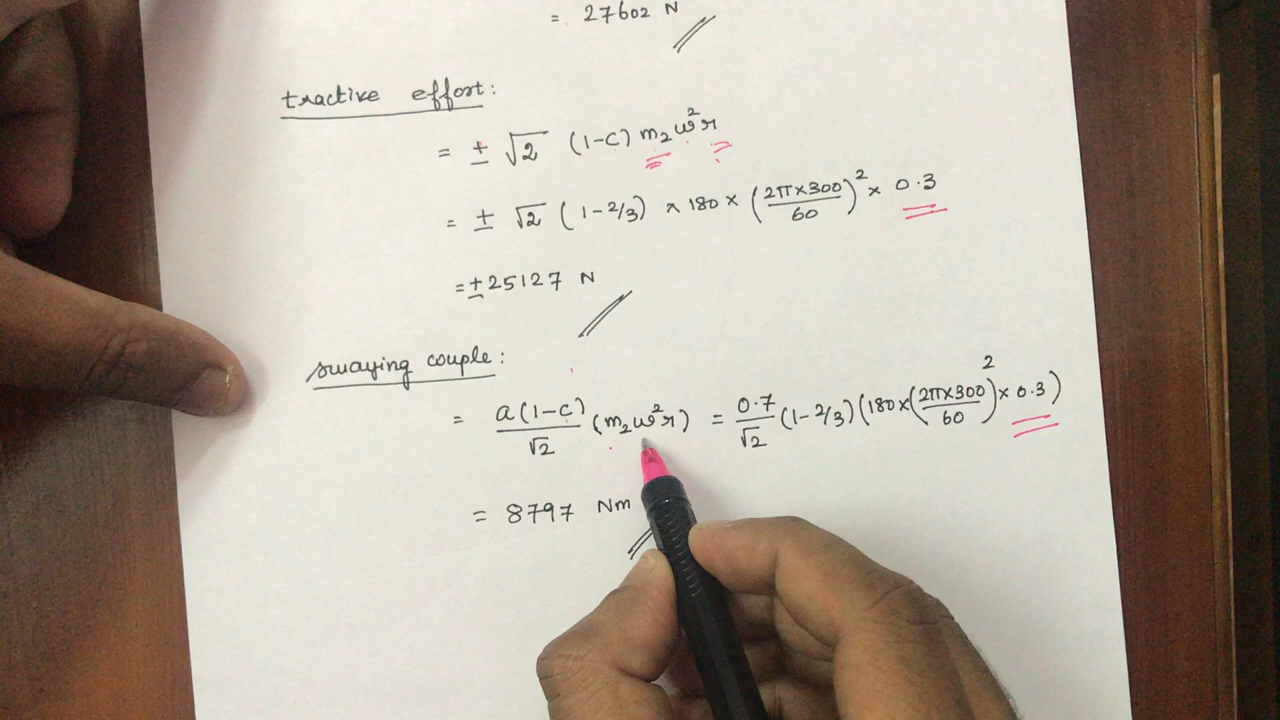 = 27602 N
tractive effort:
= ± √2 (1-C) m₂ω²r
= ± √2 (1-2/3) × 180 × (2π×300/60)² × 0.3
= ± 25127 N
swaying couple:
= a(1-c)/√2 (m₂ω²r) = 0.7/√2 (1-2/3) (180×(2π×300/60)² × 0.3)
= 8797 Nm